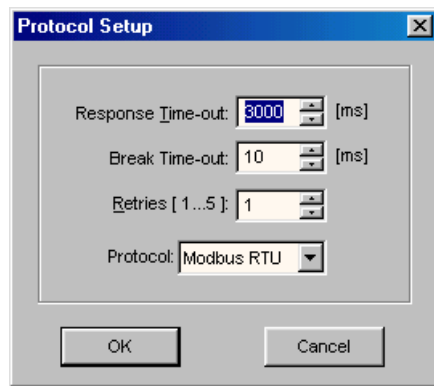 Protocol Setup
Response Time-out: 3000 [ms]
Break Time-out: 10 [ms]
Retries [ 1...5 ]: 1
Protocol: Modbus RTU
OK Cancel